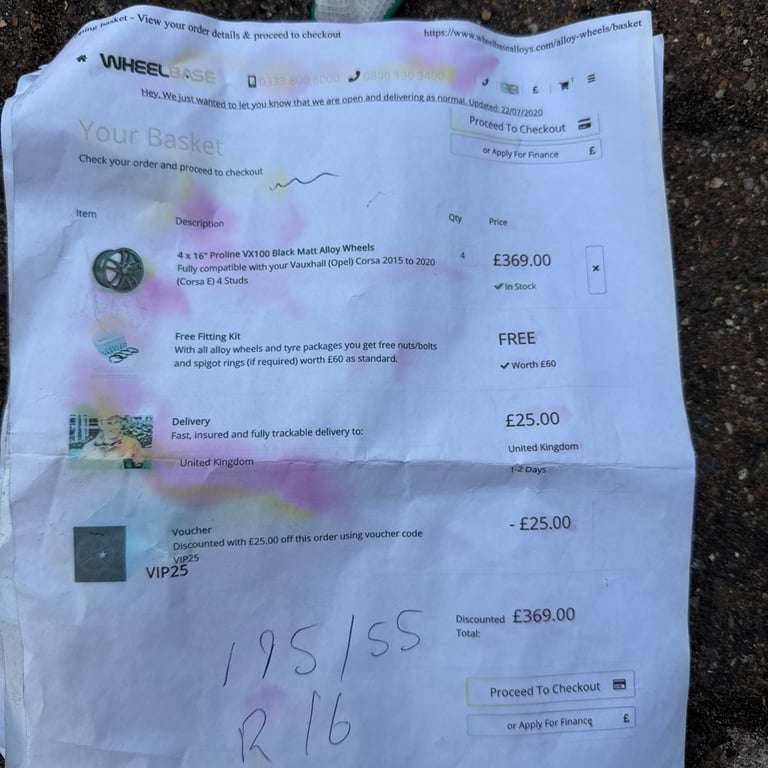 basket - View your order details & proceed to checkout
https://www.wheelbasealloys.com/alloy-wheels/basket
WHEELBASE 0333 800 8000 0800 130 3400
£ 1
Hey, We just wanted to let you know that we are open and delivering as normal. Updated: 22/07/2020
Proceed To Checkout
or Apply For Finance £
Your Basket
Check your order and proceed to checkout
Item Description Qty Price
4 x 16" Proline VX100 Black Matt Alloy Wheels 4 £369.00 x
Fully compatible with your Vauxhall (Opel) Corsa 2015 to 2020
(Corsa E) 4 Studs
In Stock
Free Fitting Kit FREE
With all alloy wheels and tyre packages you get free nuts/bolts
and spigot rings (if required) worth £60 as standard.
Worth £60
Delivery £25.00
Fast, insured and fully trackable delivery to:
United Kingdom
United Kingdom
1-2 Days
Voucher - £25.00
Discounted with £25.00 off this order using voucher code
VIP25
VIP25
Discounted £369.00
Total:
195/55
R 16
Proceed To Checkout
or Apply For Finance £